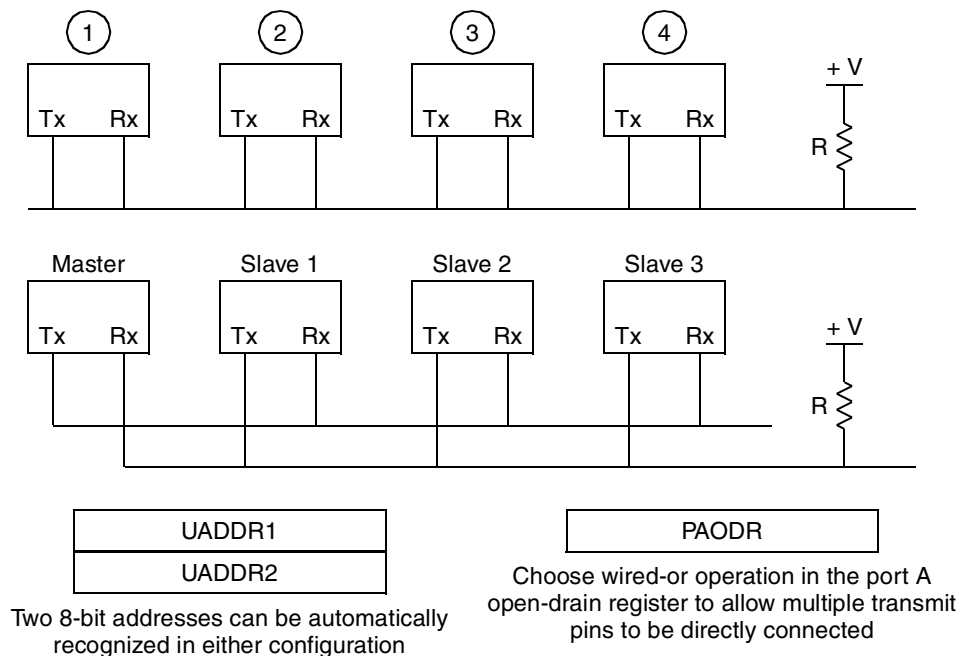 1 2 3 4
+ V
Tx Rx Tx Rx Tx Rx Tx Rx
R
Master Slave 1 Slave 2 Slave 3
+ V
Tx Rx Tx Rx Tx Rx Tx Rx
R
UADDR1
UADDR2
Two 8-bit addresses can be automatically
recognized in either configuration
PAODR
Choose wired-or operation in the port A
open-drain register to allow multiple transmit
pins to be directly connected